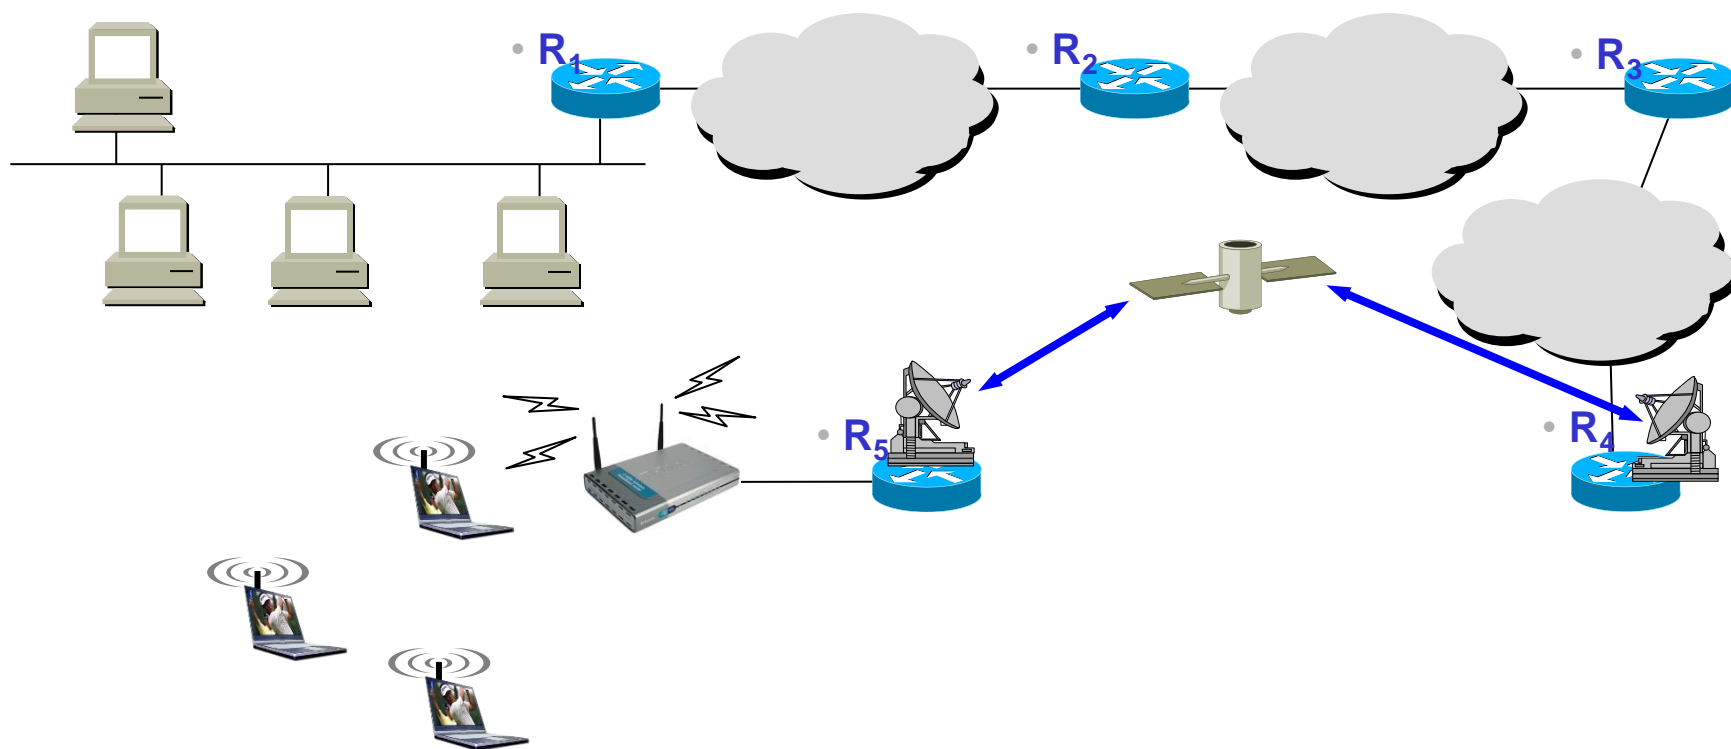 • R₁
• R₂
• R₃
• R₅
• R₄